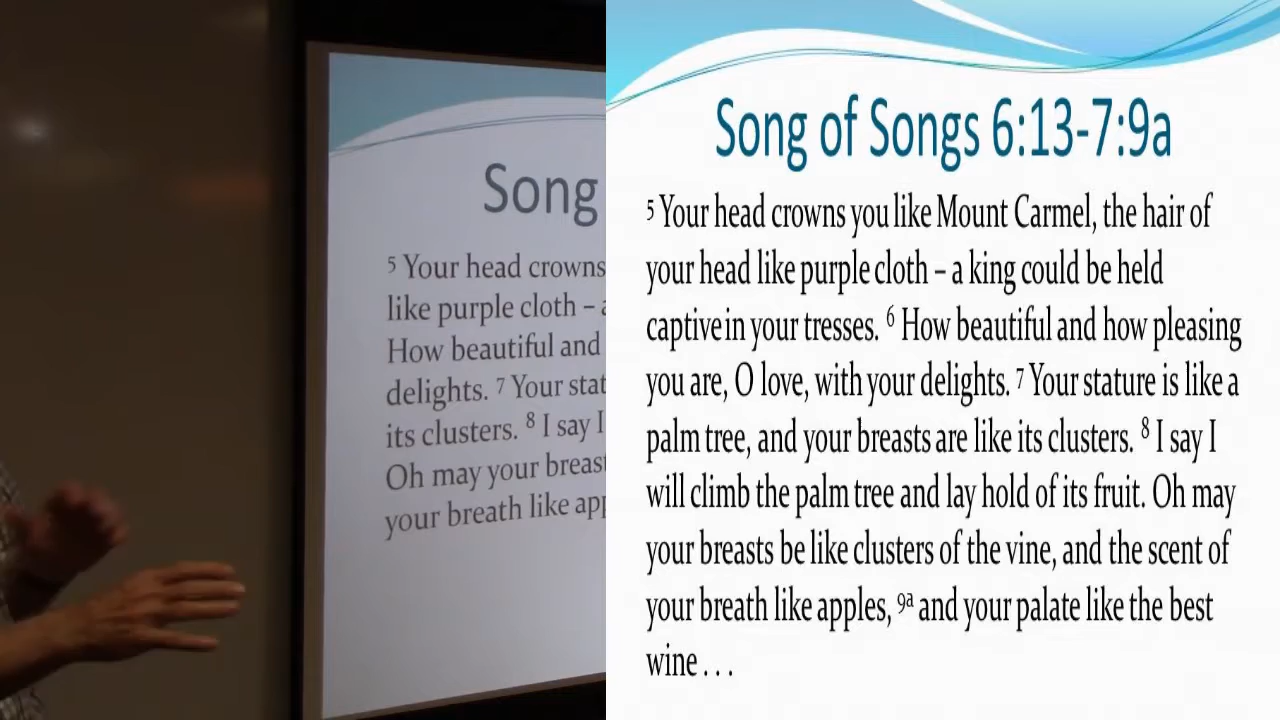 Song
5 Your head crowns
like purple cloth –
How beautiful and
delights. 7 Your stat
its clusters. 8 I say I
Oh may your breast
your breath like app
Song of Songs 6:13-7:9a
5 Your head crowns you like Mount Carmel, the hair of
your head like purple cloth – a king could be held
captive in your tresses. 6 How beautiful and how pleasing
you are, O love, with your delights. 7 Your stature is like a
palm tree, and your breasts are like its clusters. 8 I say I
will climb the palm tree and lay hold of its fruit. Oh may
your breasts be like clusters of the vine, and the scent of
your breath like apples, 9a and your palate like the best
wine . . .